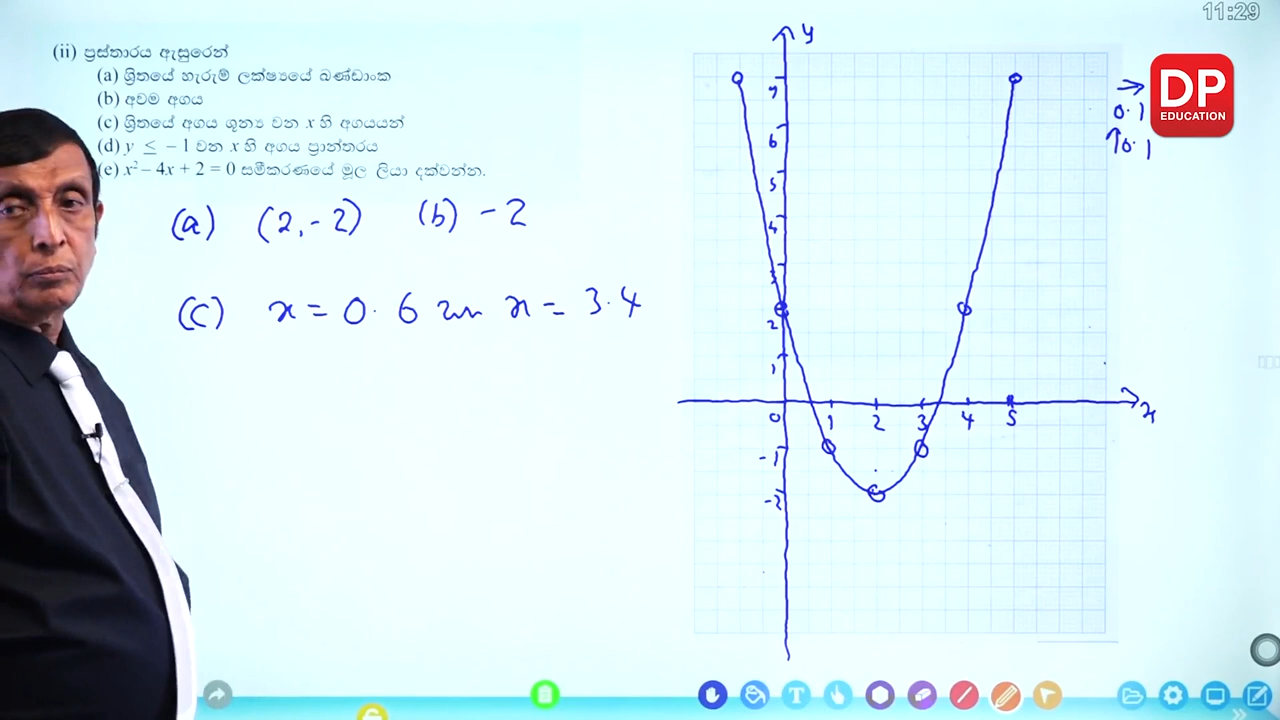 11:29
(ii) ප්‍රස්තාරය ඇසුරෙන්
(a) ශ්‍රිතයේ හැරුම් ලක්ෂ්‍යයේ ඛණ්ඩාංක
(b) අවම අගය
(c) ශ්‍රිතයේ අගය ශූන්‍ය වන x හි අගයයන්
(d) y ≤ – 1 වන x හි අගය ප්‍රාන්තරය
(e) x² – 4x + 2 = 0 සමීකරණයේ මූල ලියා දක්වන්න.
(a) (2, -2) (b) -2
(c) x = 0.6 හා x = 3.4
y
7
6
5
4
3
2
1
0 1 2 3 4 5 x
-1
-2
→
0.1
↑0.1
DP
EDUCATION